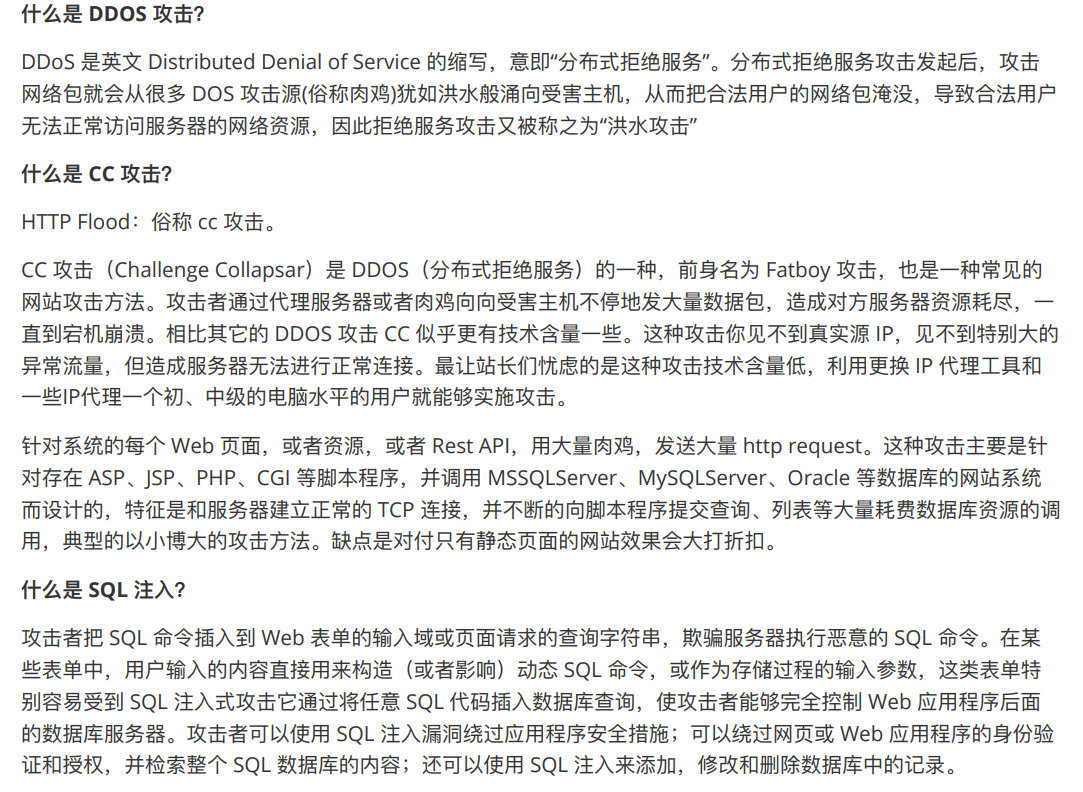 什么是 DDOS 攻击?
DDoS 是英文 Distributed Denial of Service 的缩写，意即“分布式拒绝服务”。分布式拒绝服务攻击发起后，攻击
网络包就会从很多 DOS 攻击源(俗称肉鸡)犹如洪水般涌向受害主机，从而把合法用户的网络包淹没，导致合法用户
无法正常访问服务器的网络资源，因此拒绝服务攻击又被称之为“洪水攻击”
什么是 CC 攻击?
HTTP Flood：俗称 cc 攻击。
CC 攻击（Challenge Collapsar）是 DDOS（分布式拒绝服务）的一种，前身名为 Fatboy 攻击，也是一种常见的
网站攻击方法。攻击者通过代理服务器或者肉鸡向向受害主机不停地发大量数据包，造成对方服务器资源耗尽，一
直到宕机崩溃。相比其它的 DDOS 攻击 CC 似乎更有技术含量一些。这种攻击你见不到真实源 IP，见不到特别大的
异常流量，但造成服务器无法进行正常连接。最让站长们忧虑的是这种攻击技术含量低，利用更换 IP 代理工具和
一些IP代理一个初、中级的电脑水平的用户就能够实施攻击。
针对系统的每个 Web 页面，或者资源，或者 Rest API，用大量肉鸡，发送大量 http request。这种攻击主要是针
对存在 ASP、JSP、PHP、CGI 等脚本程序，并调用 MSSQLServer、MySQLServer、Oracle 等数据库的网站系统
而设计的，特征是和服务器建立正常的 TCP 连接，并不断的向脚本程序提交查询、列表等大量耗费数据库资源的调
用，典型的以小博大的攻击方法。缺点是对付只有静态页面的网站效果会大打折扣。
什么是 SQL 注入?
攻击者把 SQL 命令插入到 Web 表单的输入域或页面请求的查询字符串，欺骗服务器执行恶意的 SQL 命令。在某
些表单中，用户输入的内容直接用来构造（或者影响）动态 SQL 命令，或作为存储过程的输入参数，这类表单特
别容易受到 SQL 注入式攻击它通过将任意 SQL 代码插入数据库查询，使攻击者能够完全控制 Web 应用程序后面
的数据库服务器。攻击者可以使用 SQL 注入漏洞绕过应用程序安全措施；可以绕过网页或 Web 应用程序的身份验
证和授权，并检索整个 SQL 数据库的内容；还可以使用 SQL 注入来添加，修改和删除数据库中的记录。